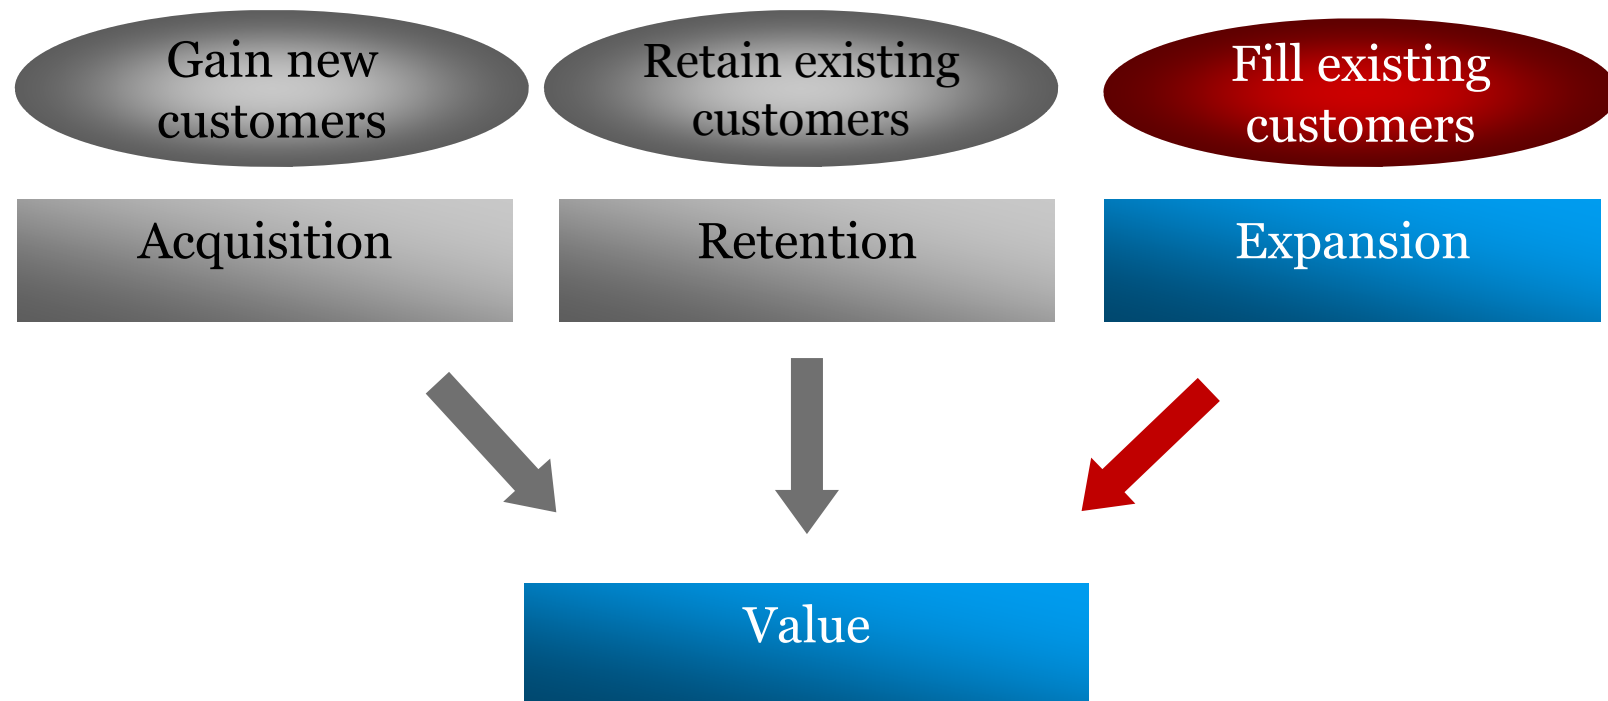 Gain new
customers
Retain existing
customers
Fill existing
customers
Acquisition
Retention
Expansion
Value